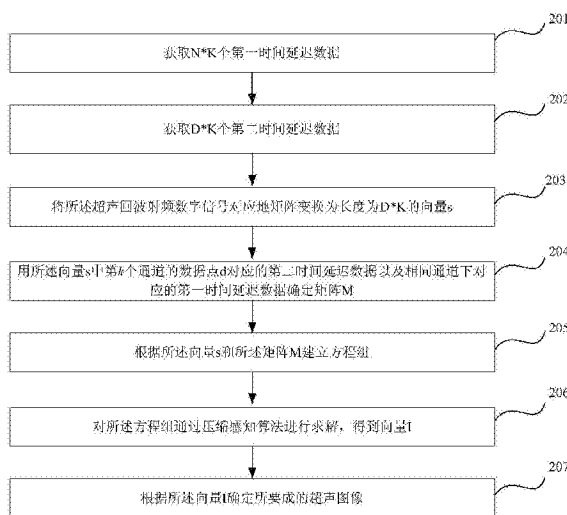 201
获取N*K个第一时间延迟数据
202
获取D*K个第二时间延迟数据
203
将所述超声回波射频数字信号对应地矩阵变换为长度为D*K的向量s
204
用所述向量s中第k个通道的数据点d对应的第二时间延迟数据以及相同通道下对
应的第一时间延迟数据确定矩阵M
205
根据所述向量s和所述矩阵M建立方程组
206
对所述方程组通过压缩感知算法进行求解，得到向量I
207
根据所述向量I确定所要成的超声图像